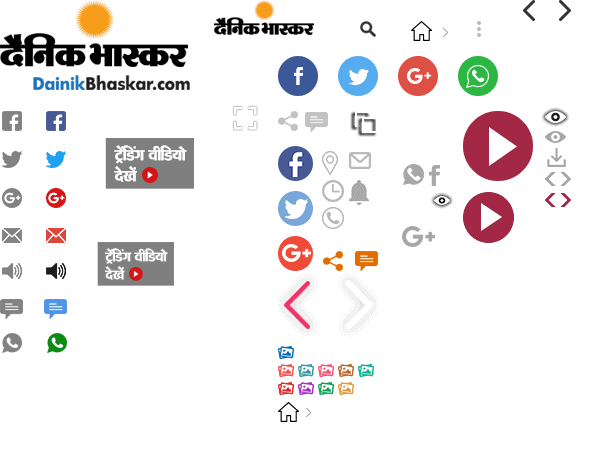 दैनिक भास्कर
DainikBhaskar.com
दैनिक भास्कर
ट्रेंडिंग वीडियो
देखें
ट्रेंडिंग वीडियो
देखें